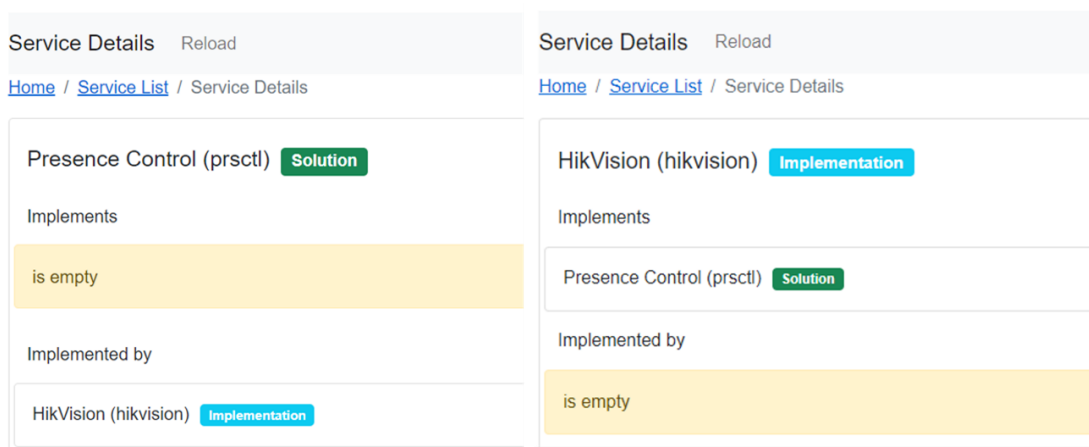 Service Details Reload
Home / Service List / Service Details
Presence Control (prsctl) Solution
Implements
is empty
Implemented by
HikVision (hikvision) Implementation
Service Details Reload
Home / Service List / Service Details
HikVision (hikvision) Implementation
Implements
Presence Control (prsctl) Solution
Implemented by
is empty